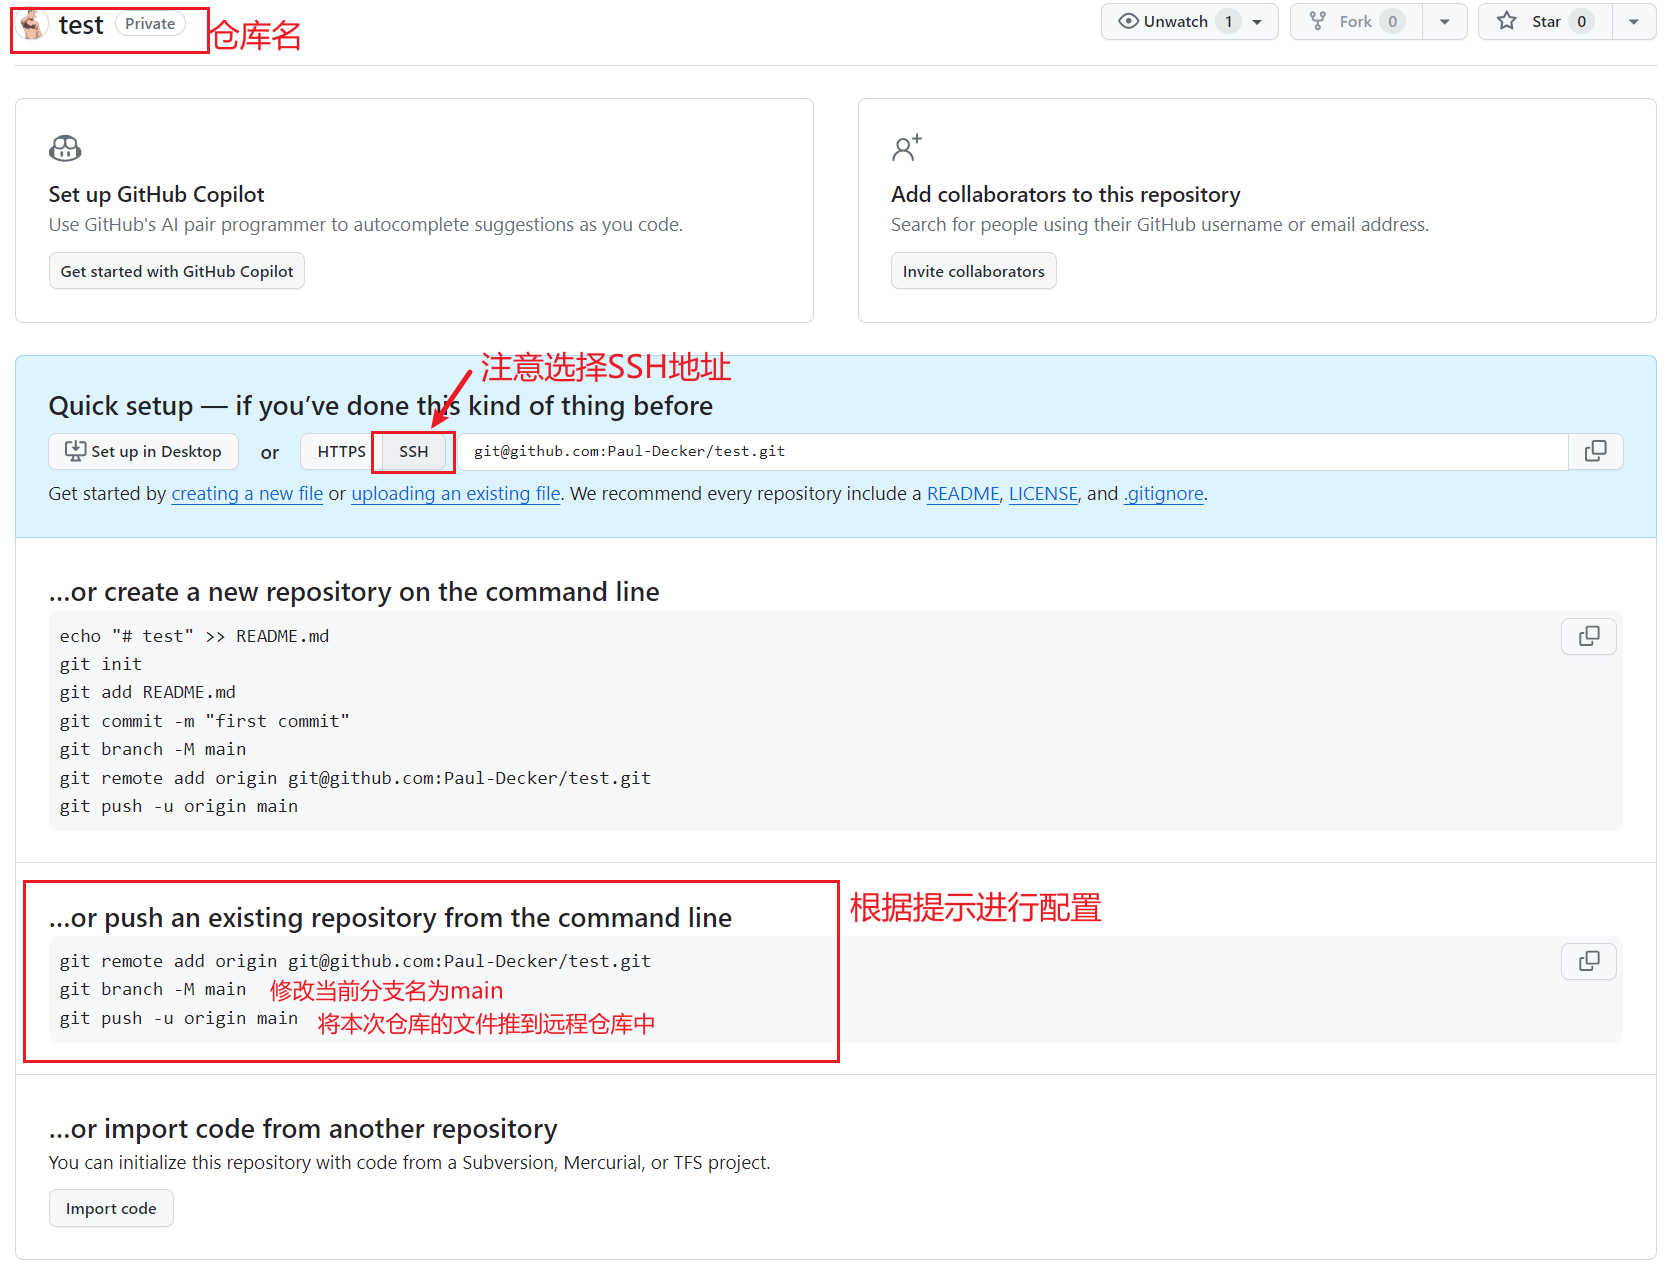 test Private 仓库名 Unwatch 1 Fork 0 Star 0
Set up GitHub Copilot
Use GitHub's AI pair programmer to autocomplete suggestions as you code.
Get started with GitHub Copilot
Add collaborators to this repository
Search for people using their GitHub username or email address.
Invite collaborators
注意选择SSH地址
Quick setup — if you've done this kind of thing before
Set up in Desktop or HTTPS SSH git@github.com:Paul-Decker/test.git
Get started by creating a new file or uploading an existing file. We recommend every repository include a README, LICENSE, and .gitignore.
...or create a new repository on the command line
echo "# test" >> README.md
git init
git add README.md
git commit -m "first commit"
git branch -M main
git remote add origin git@github.com:Paul-Decker/test.git
git push -u origin main
根据提示进行配置
...or push an existing repository from the command line
git remote add origin git@github.com:Paul-Decker/test.git
git branch -M main 修改当前分支名为main
git push -u origin main 将本次仓库的文件推到远程仓库中
...or import code from another repository
You can initialize this repository with code from a Subversion, Mercurial, or TFS project.
Import code